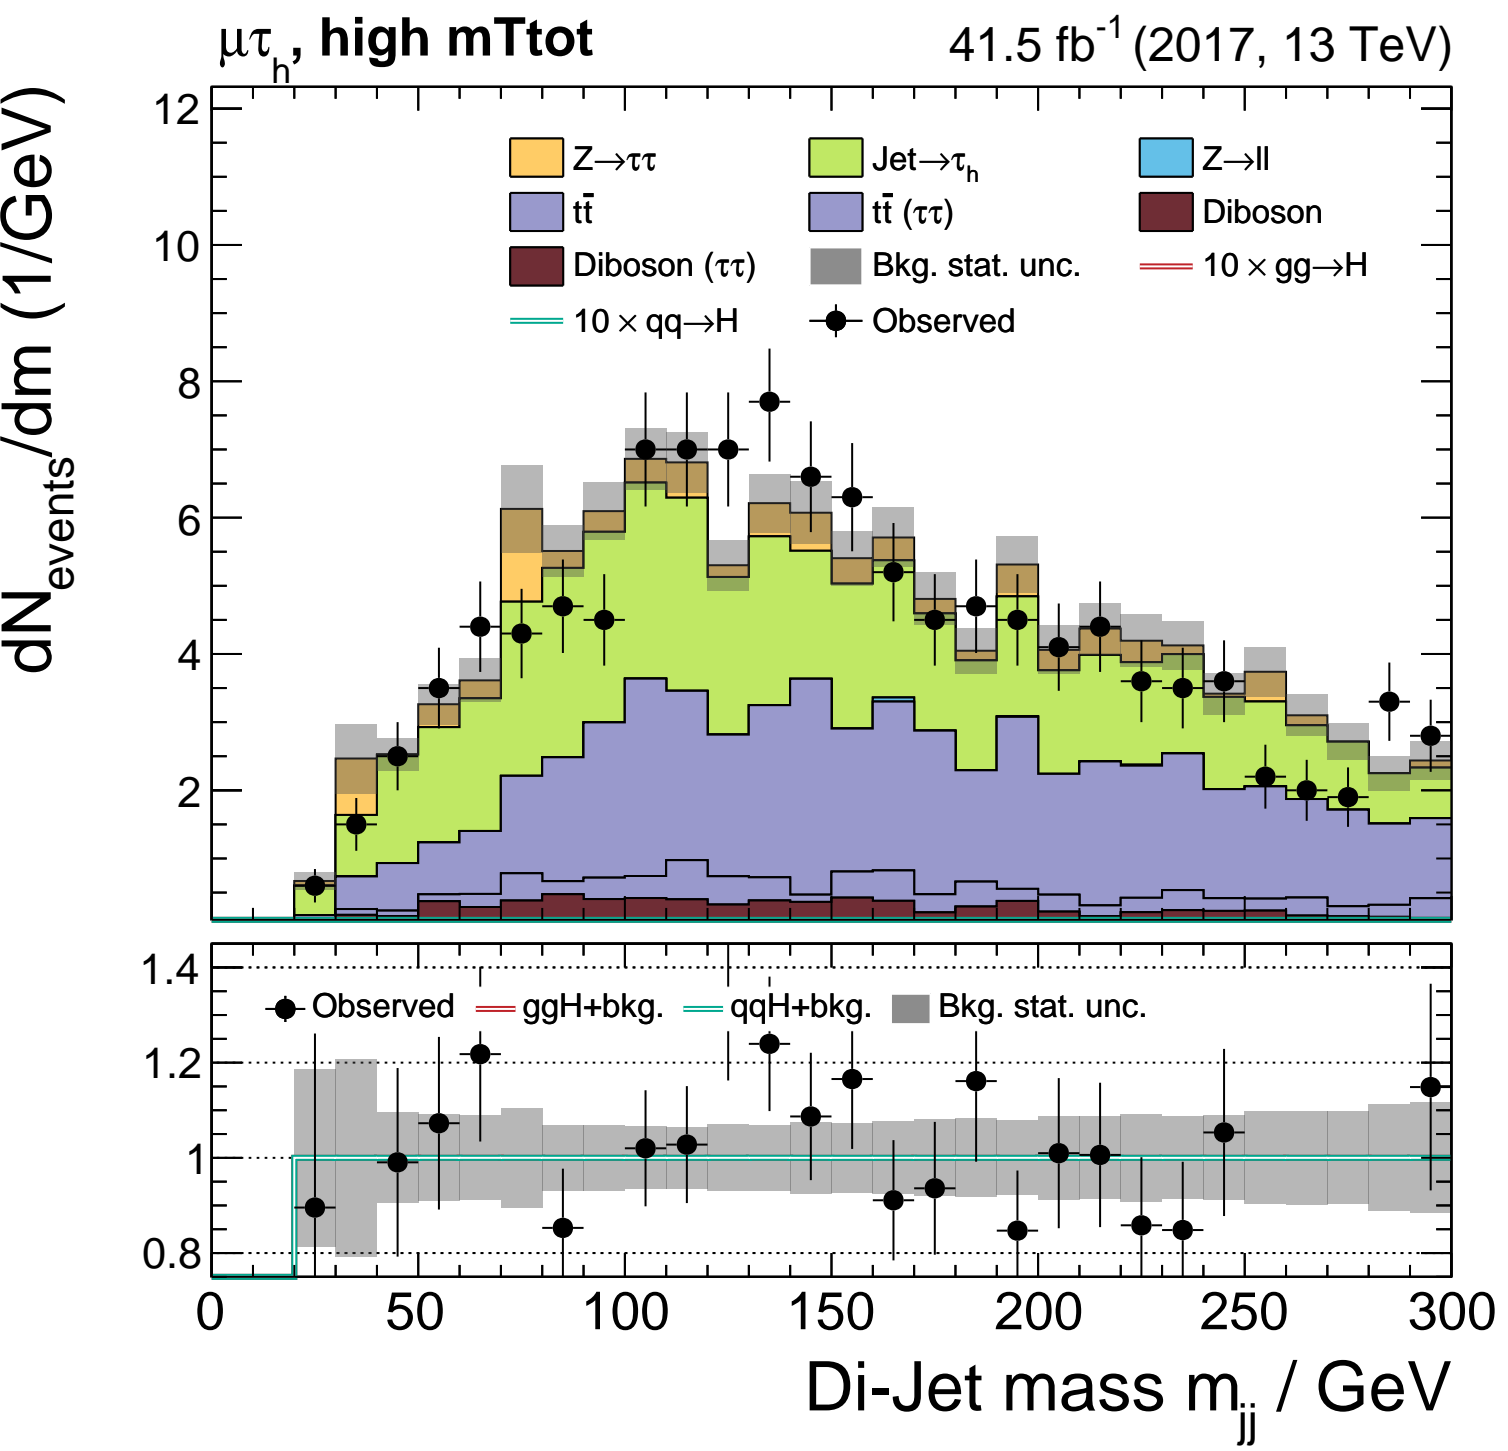 μτh, high mTtot 41.5 fb-1 (2017, 13 TeV)
dNevents/dm (1/GeV)
12
10
8
6
4
2
Z→ττ Jet→τh Z→ll
tt̄ tt̄ (ττ) Diboson
Diboson (ττ) Bkg. stat. unc. 10 × gg→H
10 × qq→H Observed
1.4
1.2
1
0.8
Observed ggH+bkg. qqH+bkg. Bkg. stat. unc.
0 50 100 150 200 250 300
Di-Jet mass mjj / GeV